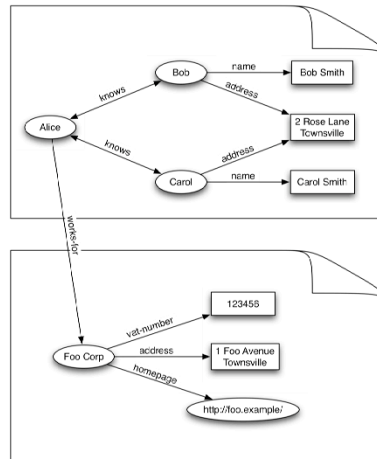 Bob
name
Bob Smith
knows
address
Alice
2 Rose Lane
Townsville
knows
address
Carol
name
Carol Smith
works-for
123456
vat-number
Foo Corp
address
1 Foo Avenue
Townsville
homepage
http://foo.example/